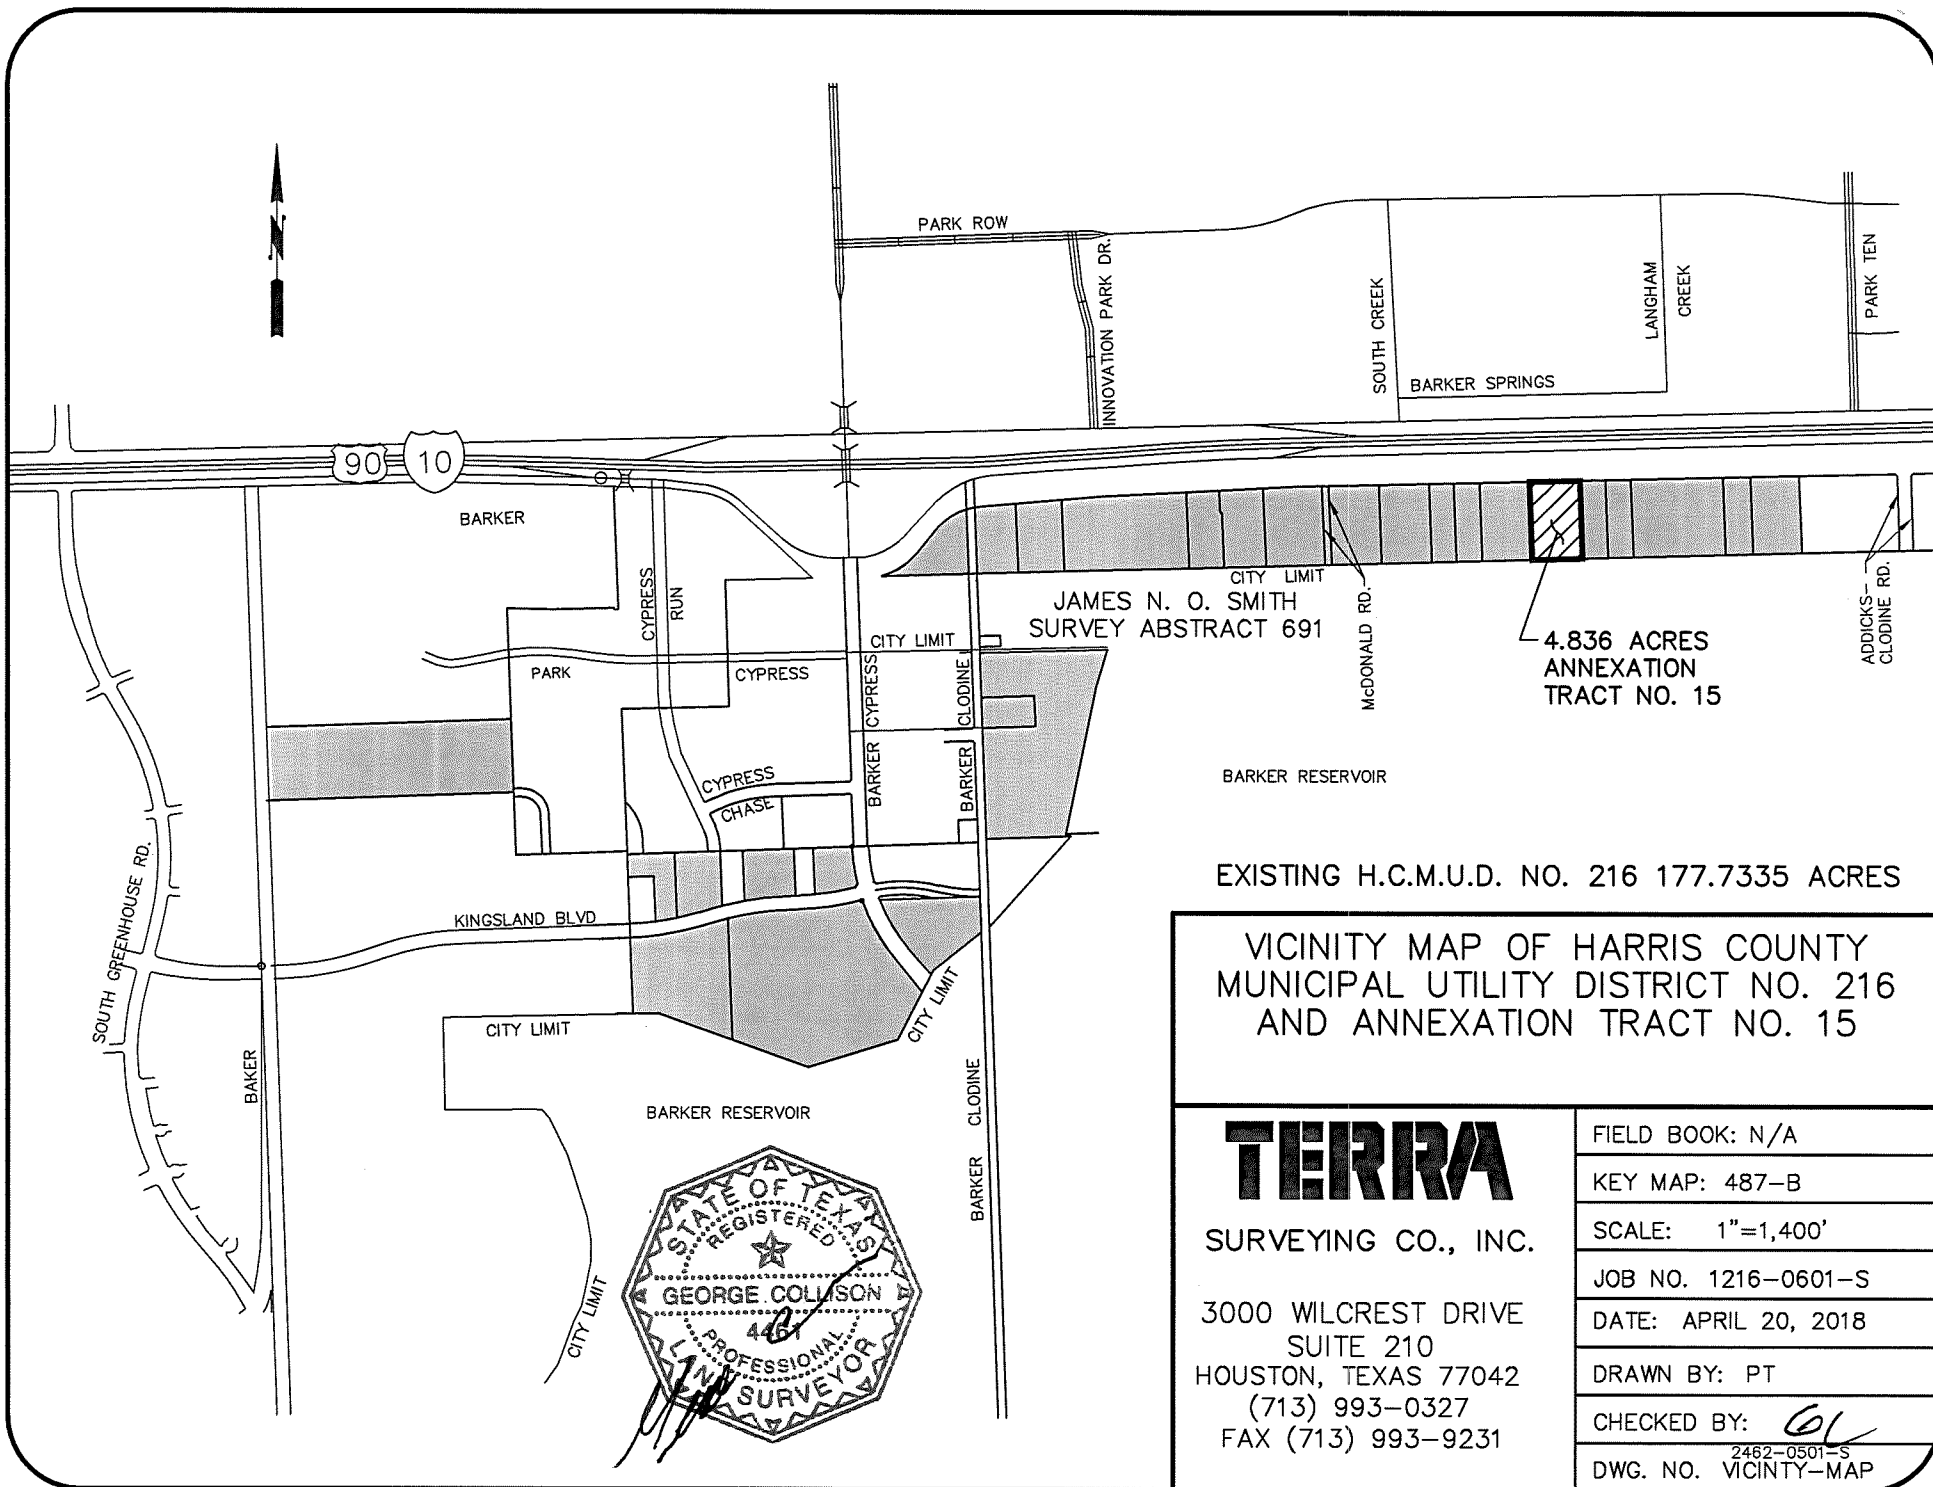 N
PARK ROW
INNOVATION PARK DR.
SOUTH CREEK
LANGHAM
CREEK
PARK TEN
BARKER SPRINGS
90
10
BARKER
CYPRESS
RUN
CITY LIMIT
JAMES N. O. SMITH
SURVEY ABSTRACT 691
McDONALD RD.
ADDICKS-
CLODINE RD.
4.836 ACRES
ANNEXATION
TRACT NO. 15
CITY LIMIT
PARK
CYPRESS
BARKER CYPRESS
BARKER CLODINE
CYPRESS
CHASE
BARKER RESERVOIR
SOUTH GREENHOUSE RD.
KINGSLAND BLVD
CITY LIMIT
CITY LIMIT
BAKER
BARKER RESERVOIR
BARKER CLODINE
CITY LIMIT
STATE OF TEXAS
REGISTERED
GEORGE COLLISON
4461
PROFESSIONAL
LAND SURVEYOR
EXISTING H.C.M.U.D. NO. 216 177.7335 ACRES
VICINITY MAP OF HARRIS COUNTY
MUNICIPAL UTILITY DISTRICT NO. 216
AND ANNEXATION TRACT NO. 15
TERRA
SURVEYING CO., INC.
3000 WILCREST DRIVE
SUITE 210
HOUSTON, TEXAS 77042
(713) 993-0327
FAX (713) 993-9231
FIELD BOOK: N/A
KEY MAP: 487-B
SCALE: 1"=1,400'
JOB NO. 1216-0601-S
DATE: APRIL 20, 2018
DRAWN BY: PT
CHECKED BY:
2462-0501-S
DWG. NO. VICINTY-MAP